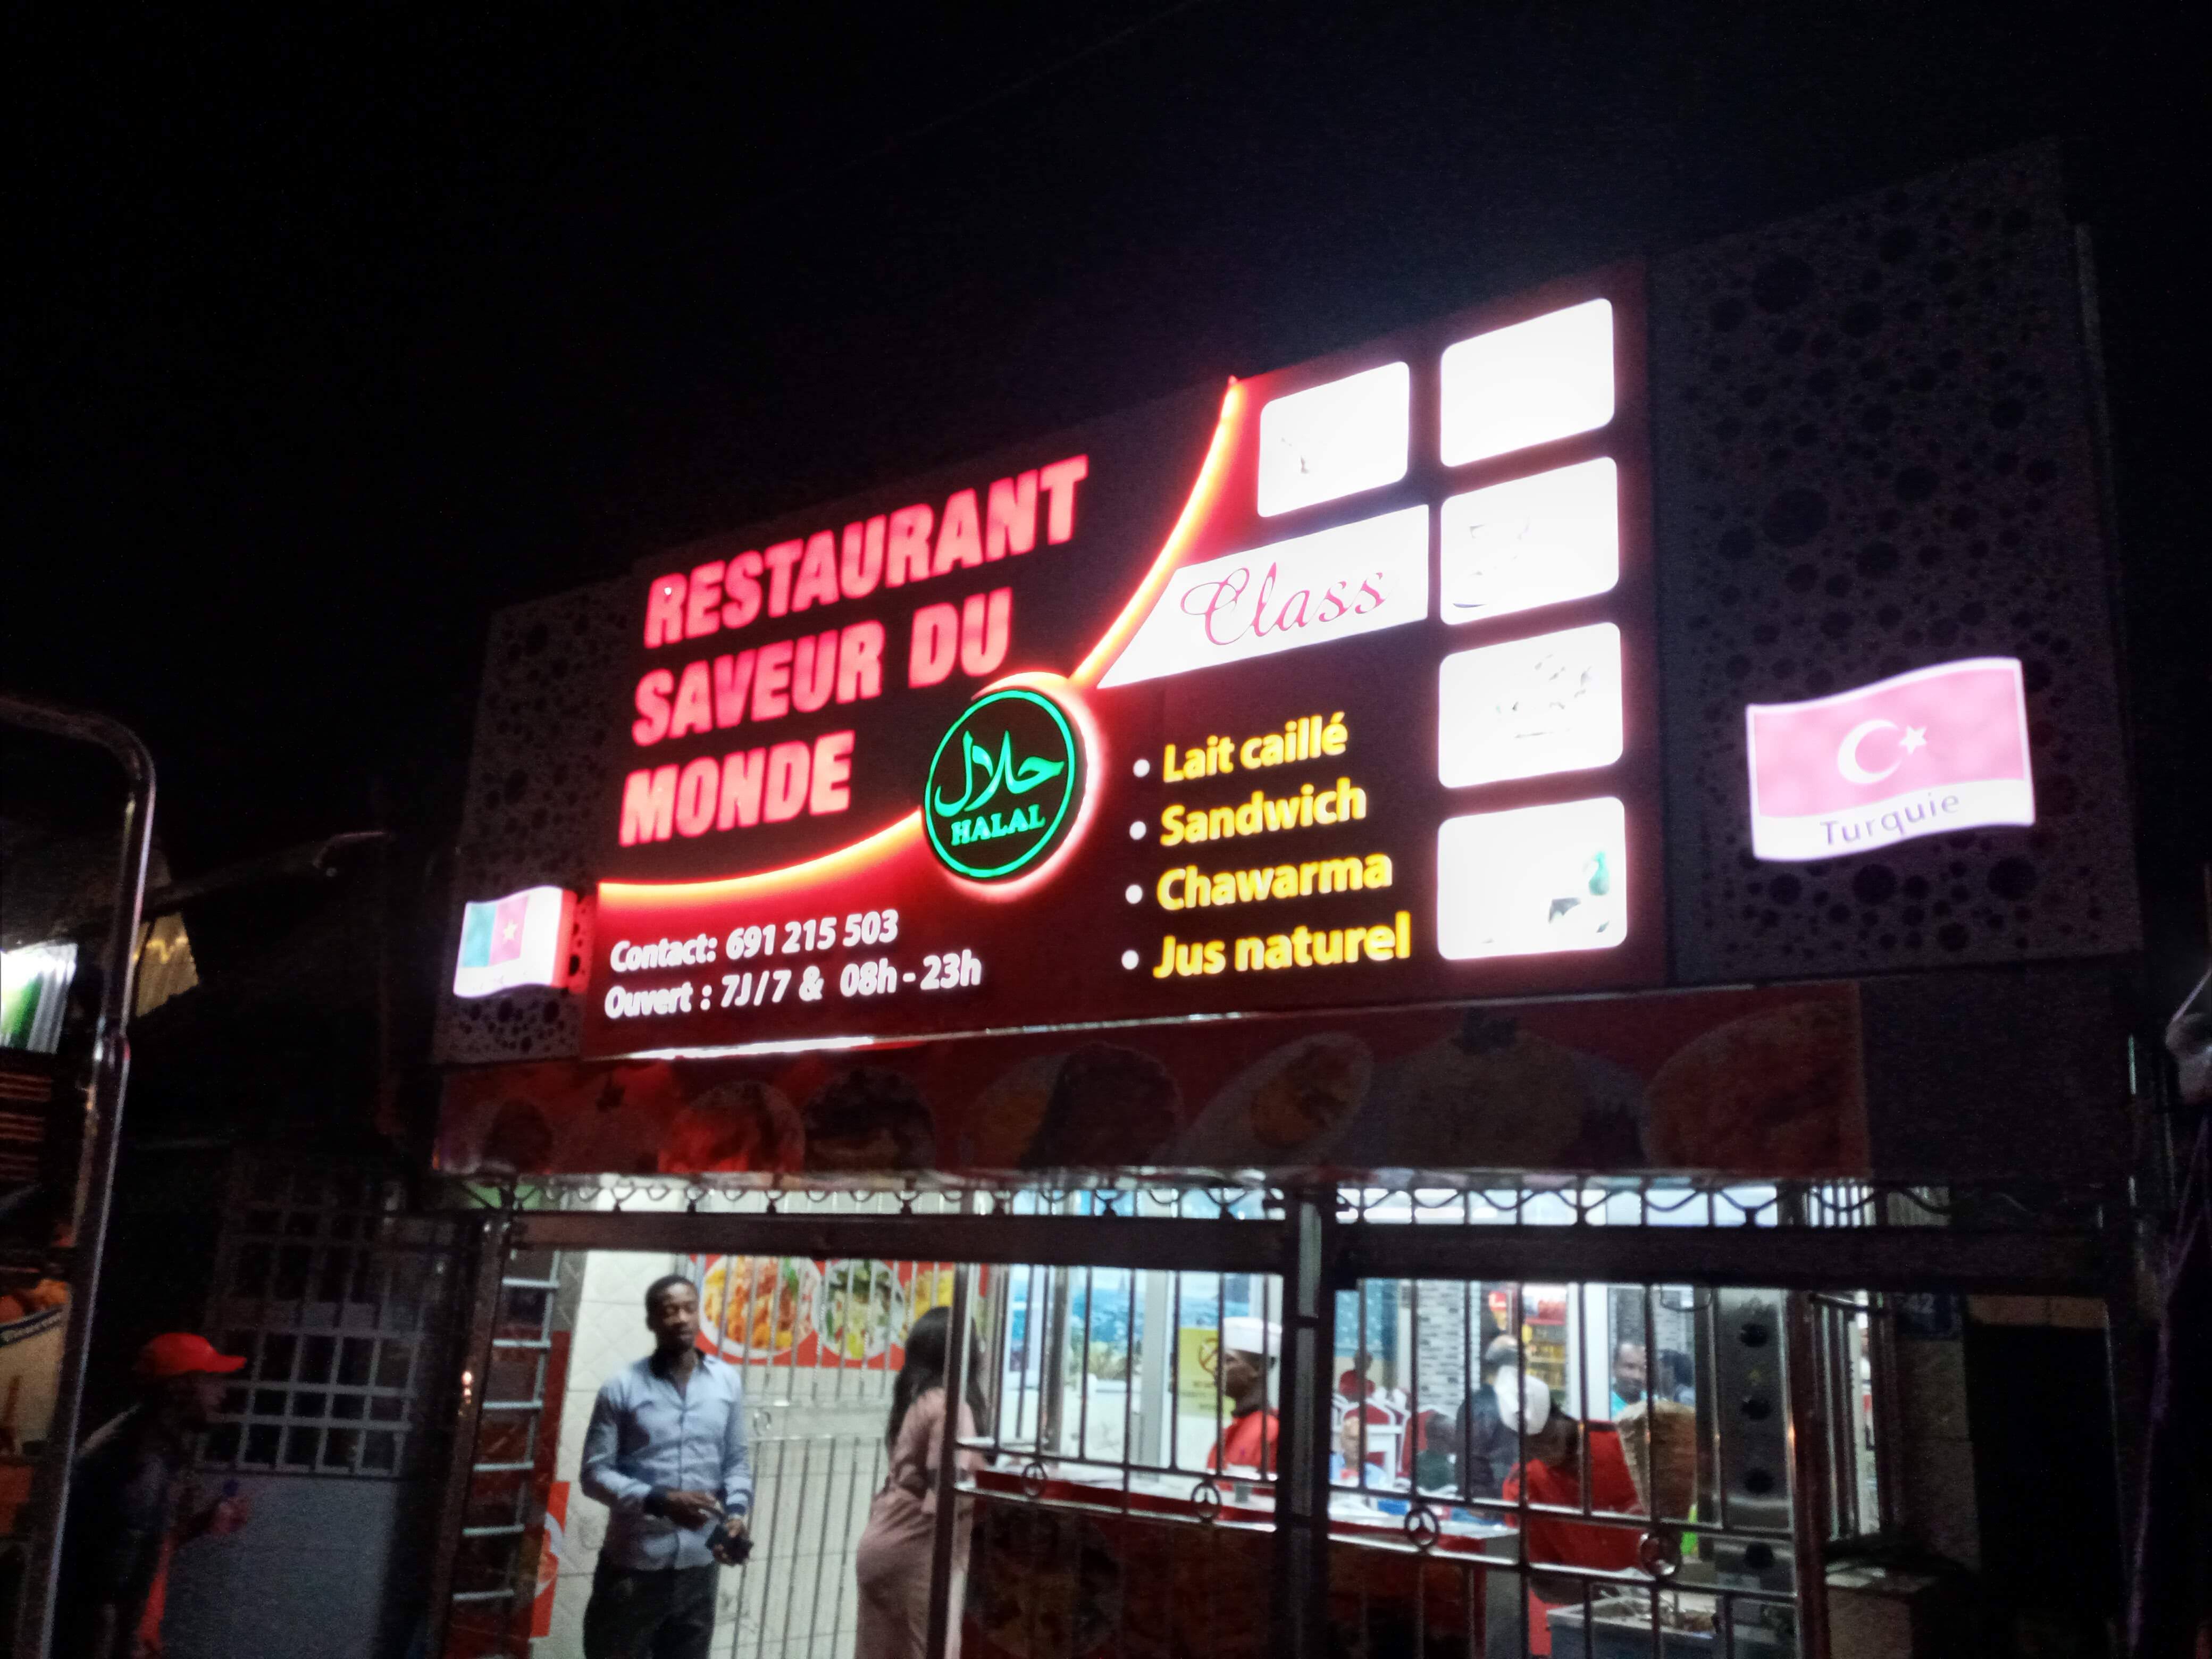 RESTAURANT
SAVEUR DU
MONDE
Class
حلال
HALAL
• Lait caillé
• Sandwich
• Chawarma
• Jus naturel
Contact: 691 215 503
Ouvert : 7J/7 & 08h - 23h
Turquie
42